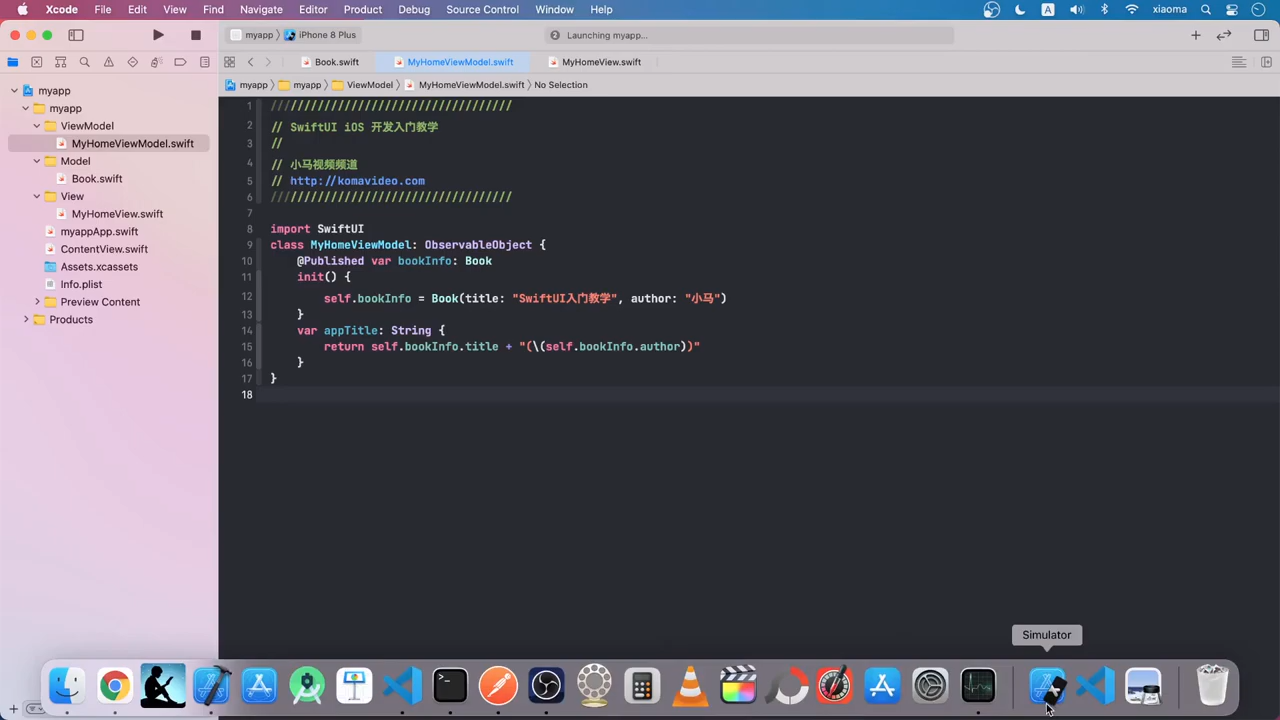 Xcode File Edit View Find Navigate Editor Product Debug Source Control Window Help A xiaoma
myapp iPhone 8 Plus 2 Launching myapp...
Book.swift MyHomeViewModel.swift MyHomeView.swift
myapp myapp ViewModel MyHomeViewModel.swift No Selection
myapp
myapp
ViewModel
MyHomeViewModel.swift
Model
Book.swift
View
MyHomeView.swift
myappApp.swift
ContentView.swift
Assets.xcassets
Info.plist
Preview Content
Products
1 ////////////////////////////////////
2 // SwiftUI iOS 开发入门教学
3 //
4 // 小马视频频道
5 // http://komavideo.com
6 ////////////////////////////////////
7
8 import SwiftUI
9 class MyHomeViewModel: ObservableObject {
10 @Published var bookInfo: Book
11 init() {
12 self.bookInfo = Book(title: "SwiftUI入门教学", author: "小马")
13 }
14 var appTitle: String {
15 return self.bookInfo.title + "(\(self.bookInfo.author))"
16 }
17 }
18
Simulator